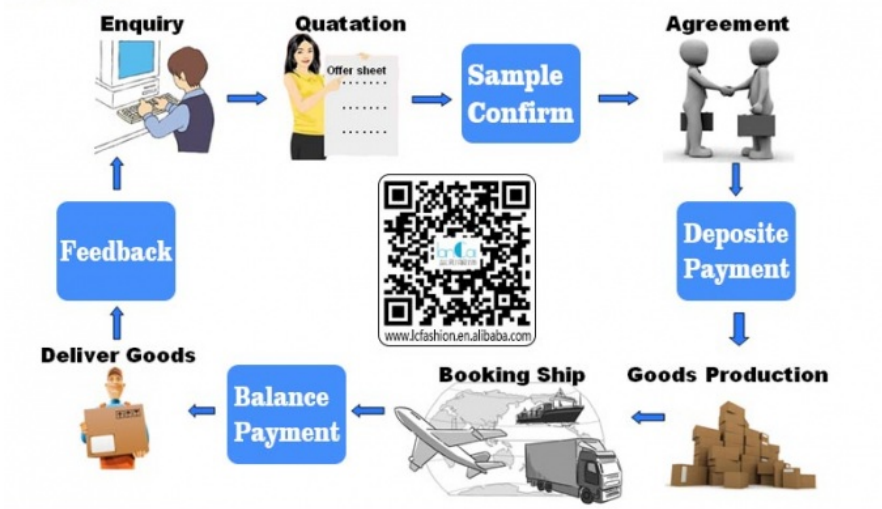 Enquiry
Quatation
Agreement
Offer sheet
Sample
Confirm
Feedback
Deposite
Payment
www.lcfashion.en.alibaba.com
Deliver Goods
Balance
Payment
Booking Ship
Goods Production